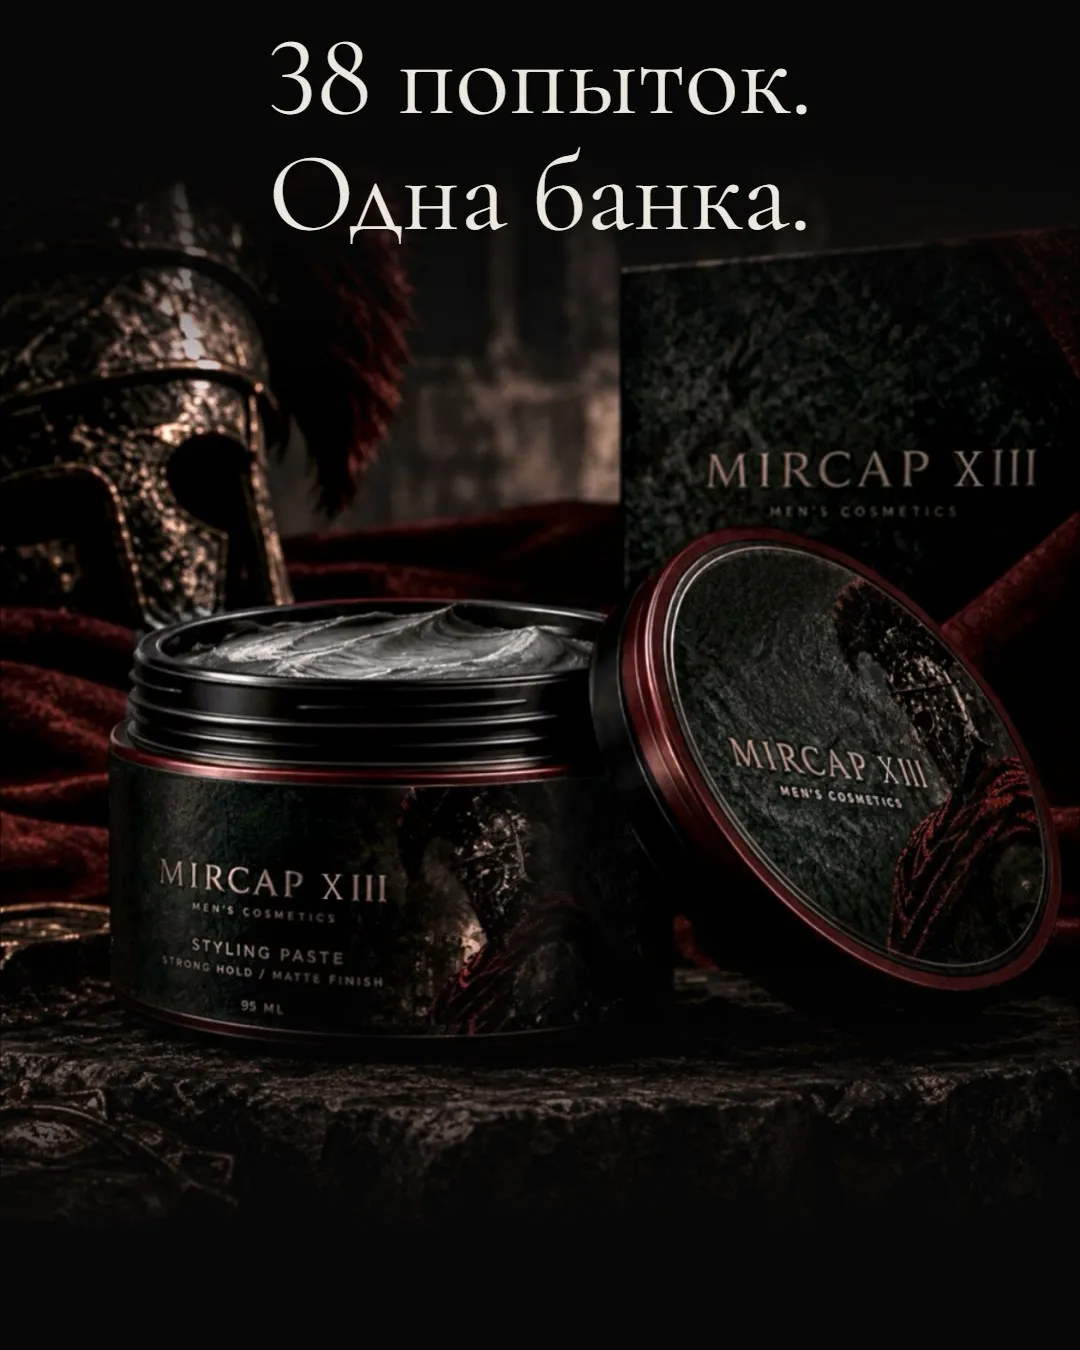 38 попыток.
Одна банка.
MIRCAP XIII
MEN'S COSMETICS
MIRCAP XIII
MEN'S COSMETICS
MIRCAP XIII
MEN'S COSMETICS
STYLING PASTE
STRONG HOLD / MATTE FINISH
95 ML